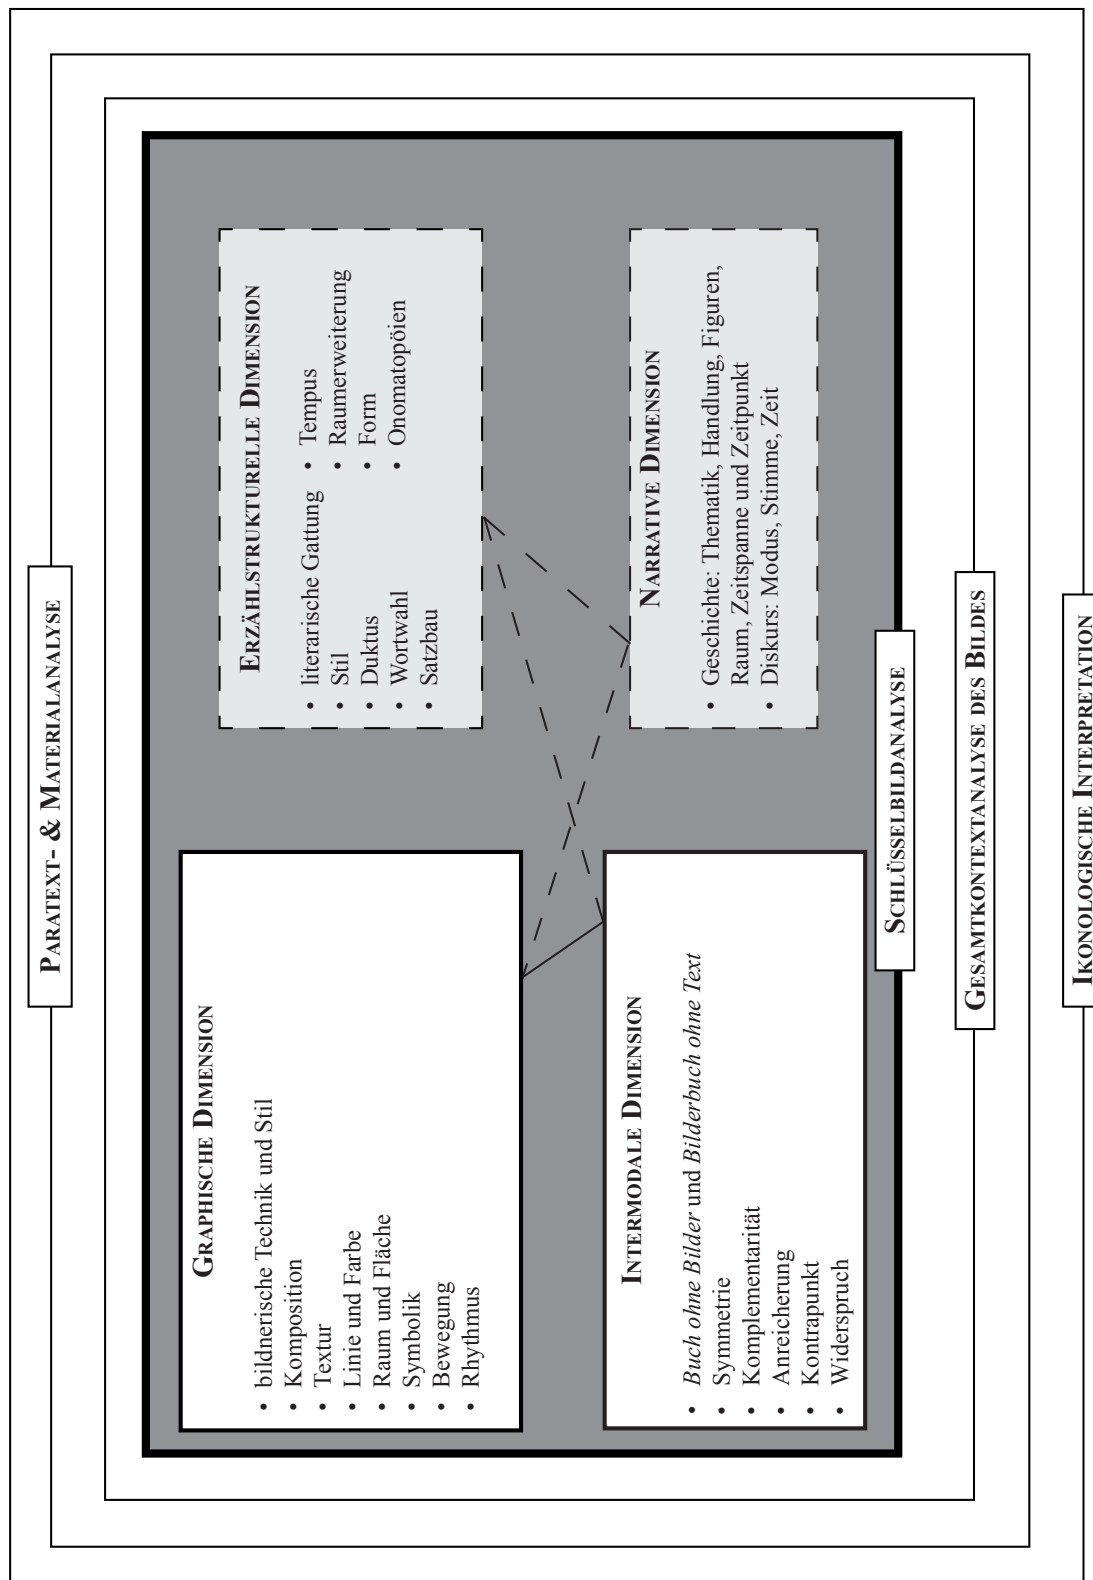 PARATEXT- & MATERIALANALYSE
GRAPHISCHE DIMENSION
• bildnerische Technik und Stil
• Komposition
• Textur
• Linie und Farbe
• Raum und Fläche
• Symbolik
• Bewegung
• Rhythmus
ERZÄHLSTRUKTURELLE DIMENSION
• literarische Gattung
• Stil
• Duktus
• Wortwahl
• Satzbau
• Tempus
• Raumerweiterung
• Form
• Onomatopöien
INTERMODALE DIMENSION
• Buch ohne Bilder und Bilderbuch ohne Text
• Symmetrie
• Komplementarität
• Anreicherung
• Kontrapunkt
• Widerspruch
NARRATIVE DIMENSION
• Geschichte: Thematik, Handlung, Figuren,
Raum, Zeitspanne und Zeitpunkt
• Diskurs: Modus, Stimme, Zeit
SCHLÜSSELBILDANALYSE
GESAMTKONTEXTANALYSE DES BILDES
IKONOLOGISCHE INTERPRETATION